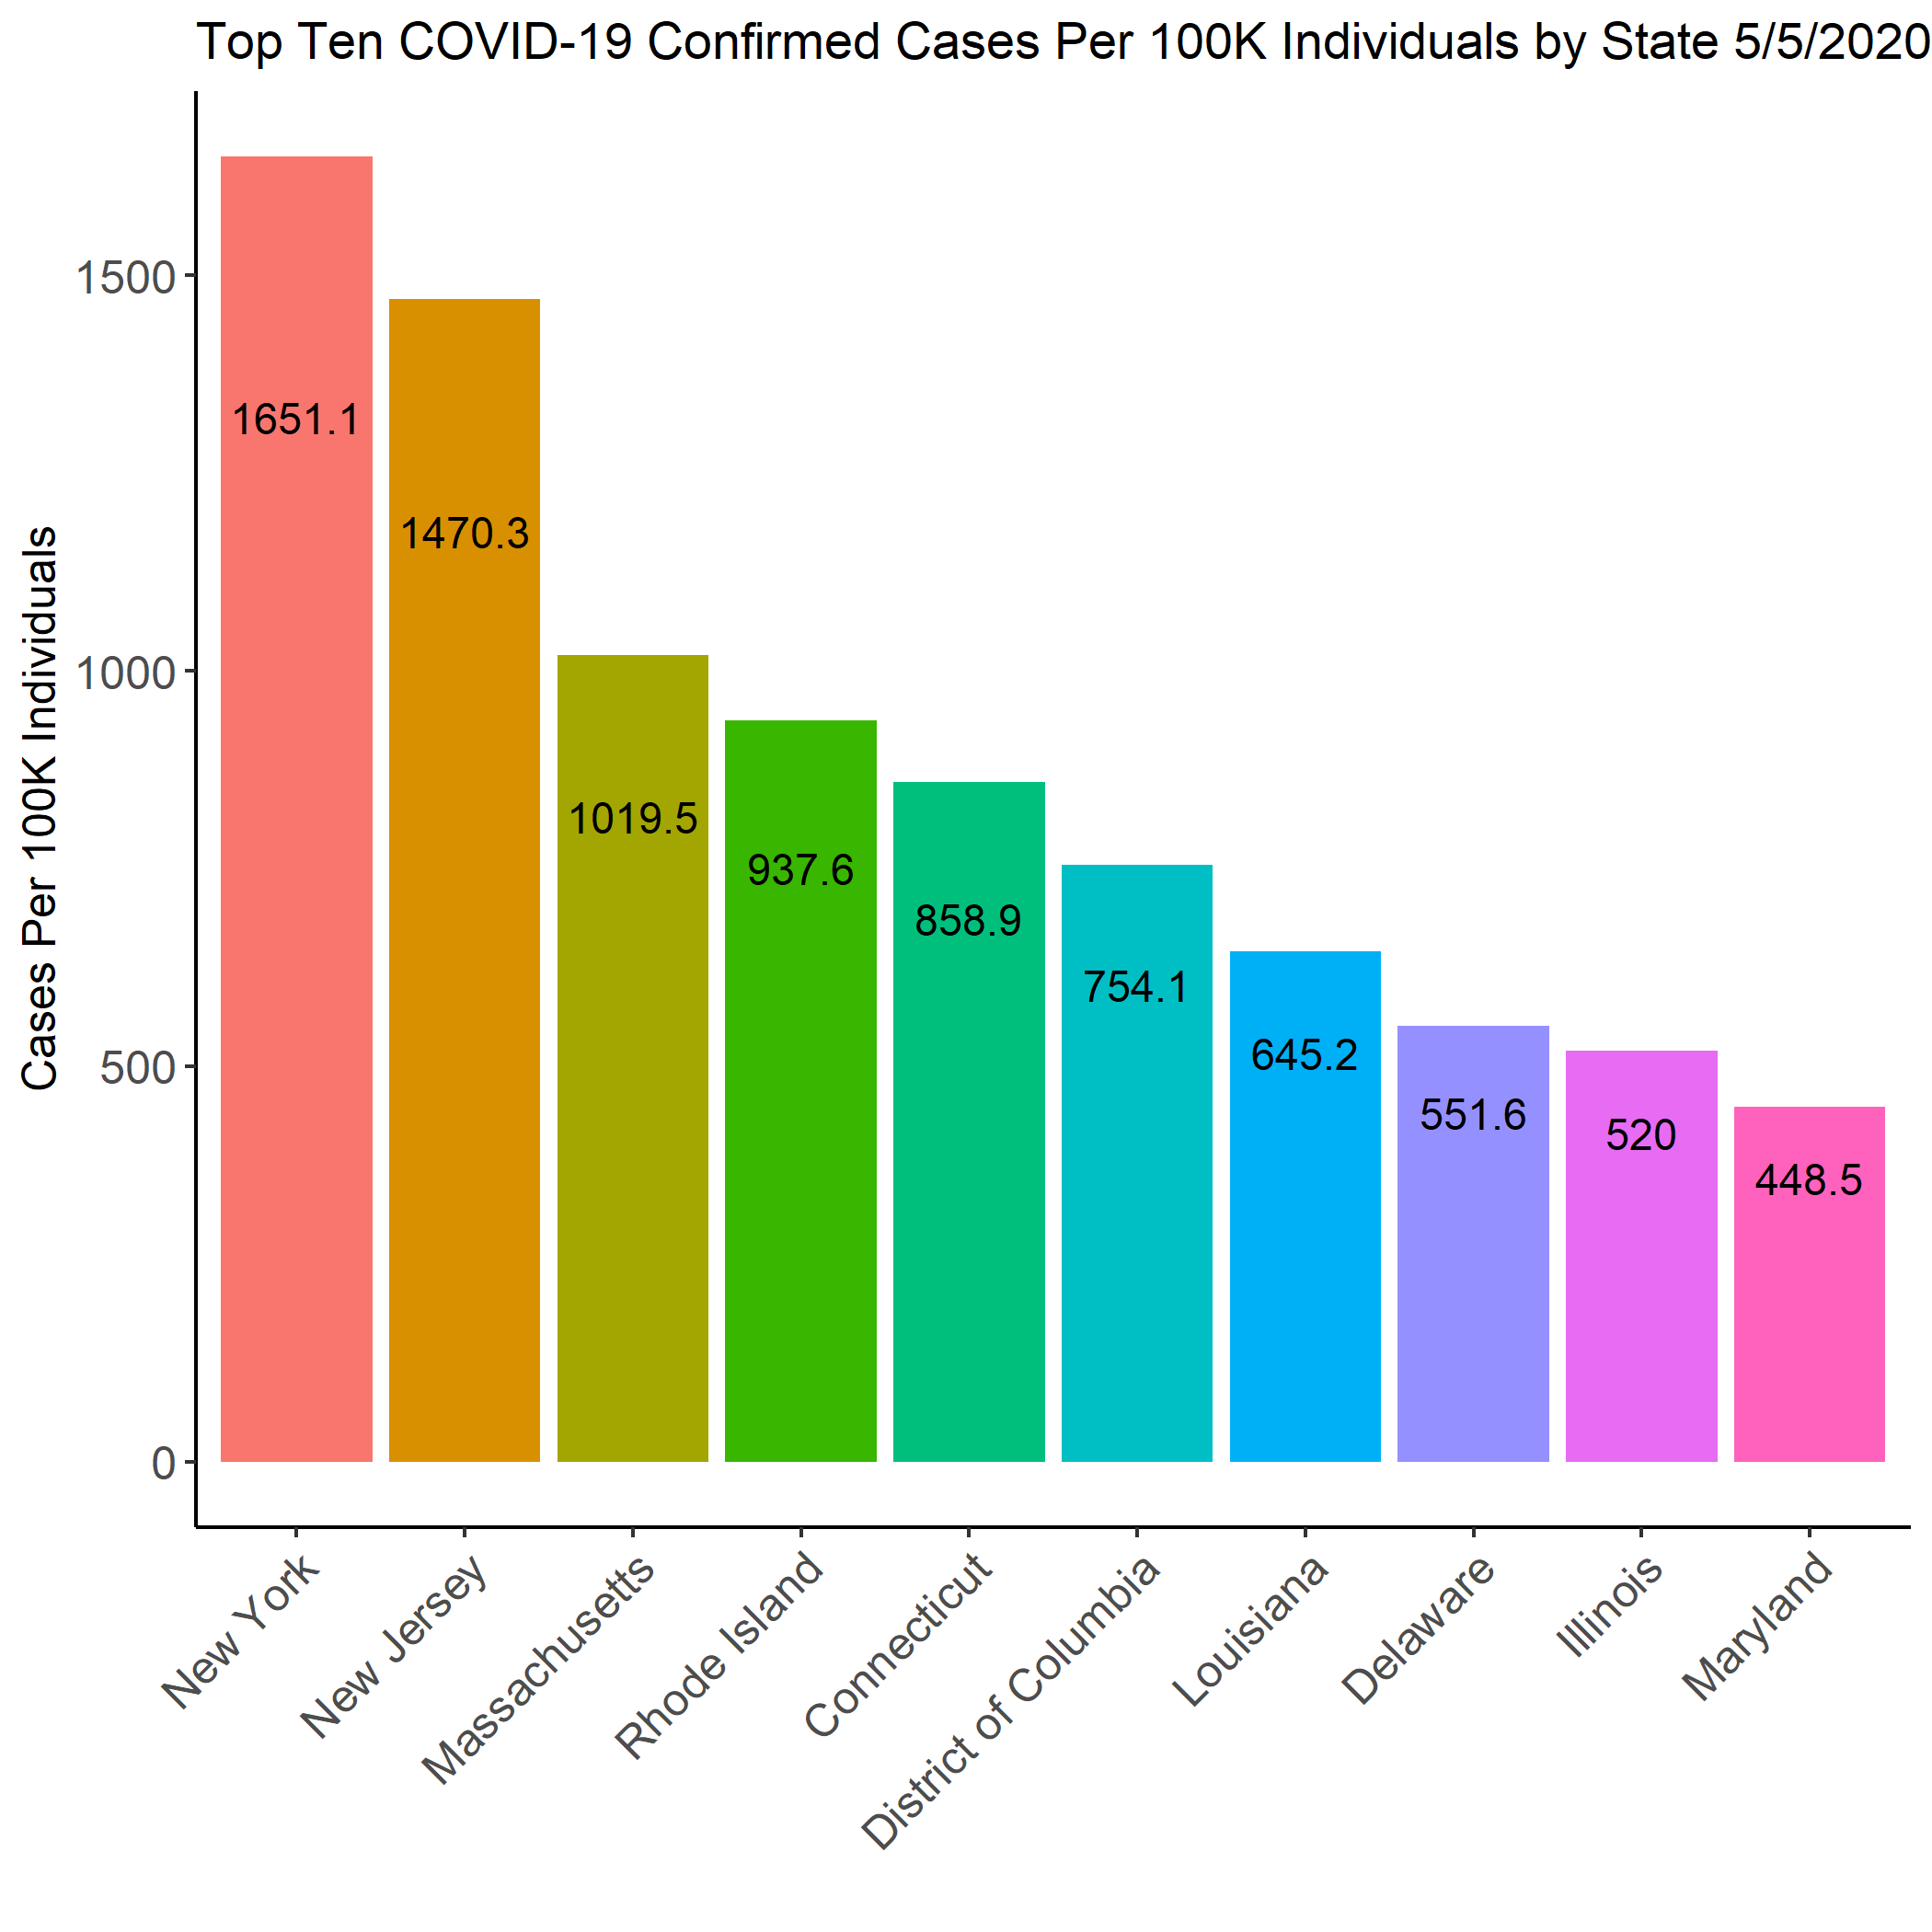 Top Ten COVID-19 Confirmed Cases Per 100K Individuals by State 5/5/2020
Cases Per 100K Individuals
1500
1000
500
0
1651.1
1470.3
1019.5
937.6
858.9
754.1
645.2
551.6
520
448.5
New York
New Jersey
Massachusetts
Rhode Island
Connecticut
District of Columbia
Louisiana
Delaware
Illinois
Maryland